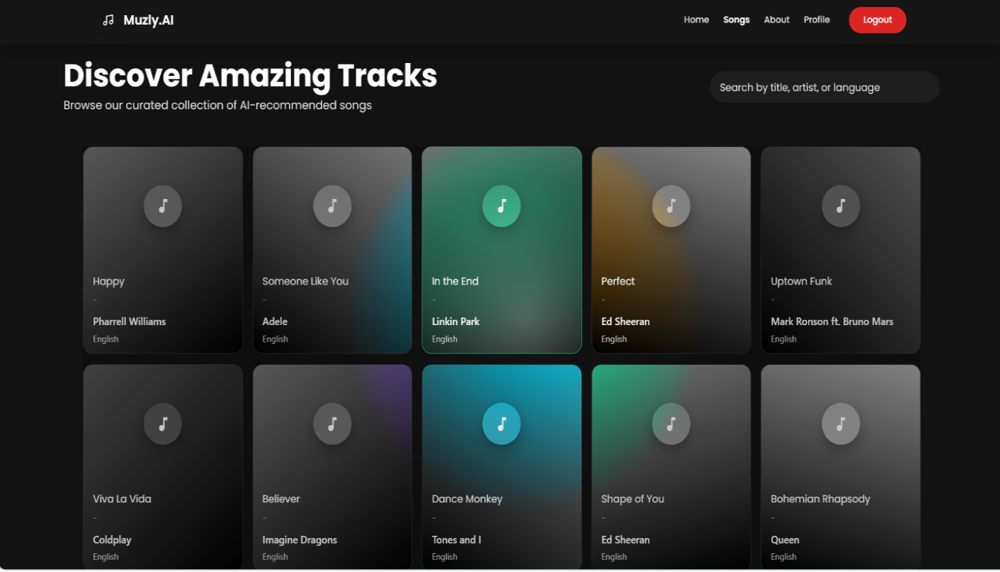 Muzly.AI
Home Songs About Profile Logout
Discover Amazing Tracks
Search by title, artist, or language
Browse our curated collection of AI-recommended songs
Happy
-
Pharrell Williams
English
Someone Like You
-
Adele
English
In the End
-
Linkin Park
English
Perfect
-
Ed Sheeran
English
Uptown Funk
-
Mark Ronson ft. Bruno Mars
English
Viva La Vida
-
Coldplay
English
Believer
-
Imagine Dragons
English
Dance Monkey
-
Tones and I
English
Shape of You
-
Ed Sheeran
English
Bohemian Rhapsody
-
Queen
English